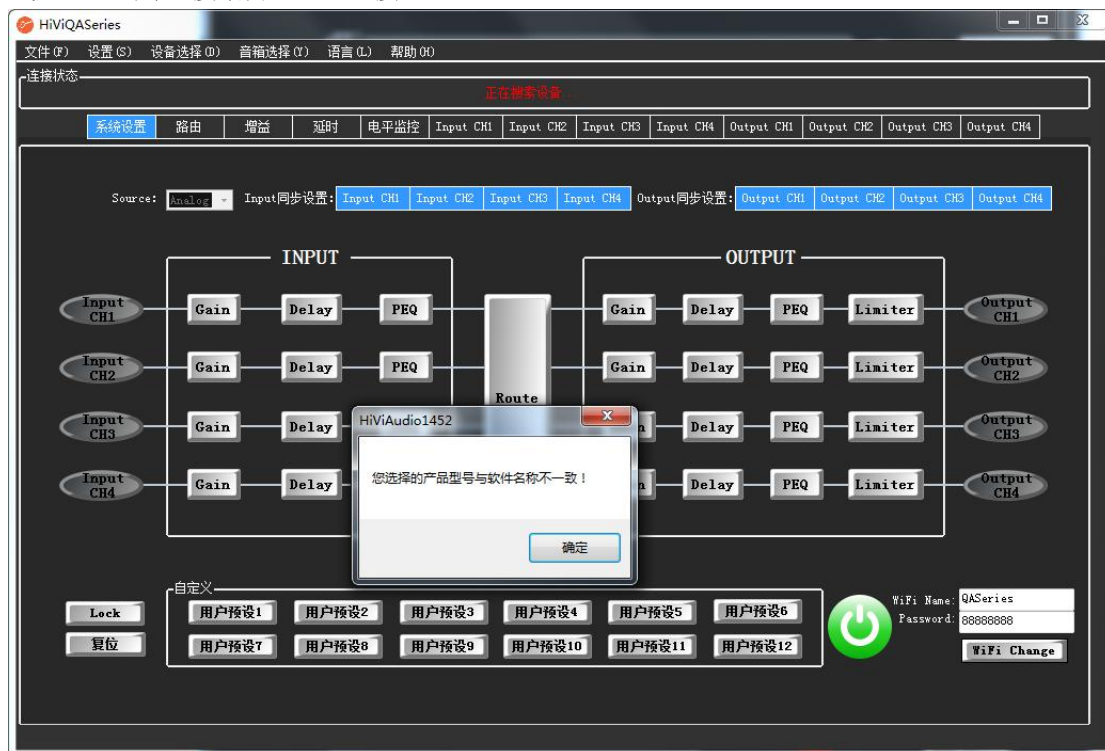 HiViQASeries
文件(F) 设置(S) 设备选择(D) 音箱选择(Y) 语言(L) 帮助(H)
连接状态
正在搜索设备...
系统设置 路由 增益 延时 电平监控 Input CH1 Input CH2 Input CH3 Input CH4 Output CH1 Output CH2 Output CH3 Output CH4
Source: Analog Input同步设置: Input CH1 Input CH2 Input CH3 Input CH4 Output同步设置: Output CH1 Output CH2 Output CH3 Output CH4
INPUT OUTPUT
Input CH1 Gain Delay PEQ Gain Delay PEQ Limiter Output CH1
Input CH2 Gain Delay PEQ Gain Delay PEQ Limiter Output CH2
Route
Input CH3 Gain Delay Delay PEQ Limiter Output CH3
Input CH4 Gain Delay Delay PEQ Limiter Output CH4
HiViAudio1452
您选择的产品型号与软件名称不一致！
确定
自定义
Lock 用户预设1 用户预设2 用户预设3 用户预设4 用户预设5 用户预设6
复位 用户预设7 用户预设8 用户预设9 用户预设10 用户预设11 用户预设12
WiFi Name: QASeries
Password: 88888888
WiFi Change